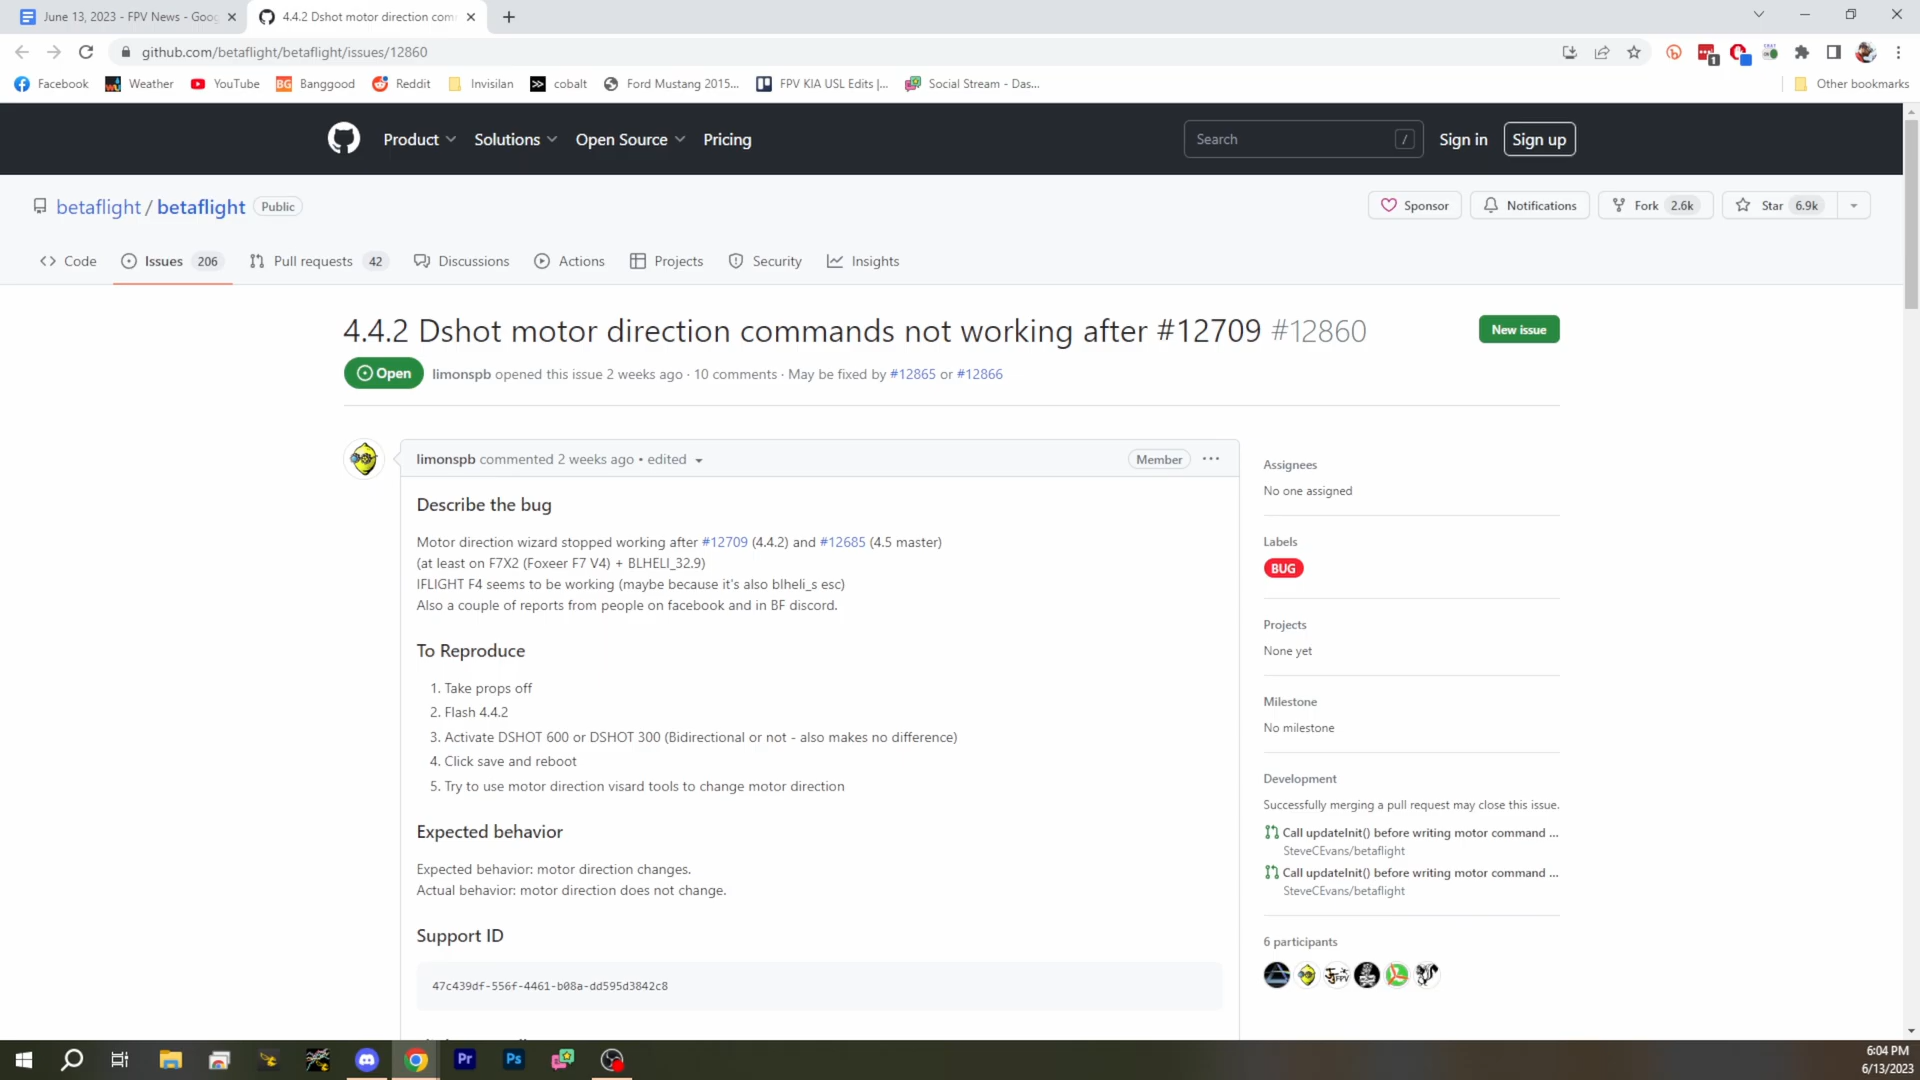 June 13, 2023 - FPV News - Goog
4.4.2 Dshot motor direction com
github.com/betaflight/betaflight/issues/12860
1
Facebook
Weather
YouTube
BG Banggood
Reddit
Invisilan
cobalt
Ford Mustang 2015...
FPV KIA USL Edits |...
Social Stream - Das...
Other bookmarks
Product
Solutions
Open Source
Pricing
Search /
Sign in
Sign up
betaflight / betaflight Public
Sponsor
Notifications
Fork 2.6k
Star 6.9k
Code
Issues 206
Pull requests 42
Discussions
Actions
Projects
Security
Insights
4.4.2 Dshot motor direction commands not working after #12709 #12860
New issue
Open limonspb opened this issue 2 weeks ago · 10 comments · May be fixed by #12865 or #12866
limonspb commented 2 weeks ago • edited
Member ...
Describe the bug
Motor direction wizard stopped working after #12709 (4.4.2) and #12685 (4.5 master)
(at least on F7X2 (Foxeer F7 V4) + BLHELI_32.9)
IFLIGHT F4 seems to be working (maybe because it's also blheli_s esc)
Also a couple of reports from people on facebook and in BF discord.
To Reproduce
1. Take props off
2. Flash 4.4.2
3. Activate DSHOT 600 or DSHOT 300 (Bidirectional or not - also makes no difference)
4. Click save and reboot
5. Try to use motor direction visard tools to change motor direction
Expected behavior
Expected behavior: motor direction changes.
Actual behavior: motor direction does not change.
Support ID
47c439df-556f-4461-b08a-dd595d3842c8
Assignees
No one assigned
Labels
BUG
Projects
None yet
Milestone
No milestone
Development
Successfully merging a pull request may close this issue.
Call updateInit() before writing motor command ...
SteveCEvans/betaflight
Call updateInit() before writing motor command ...
SteveCEvans/betaflight
6 participants
Pr
Ps
6:04 PM
6/13/2023